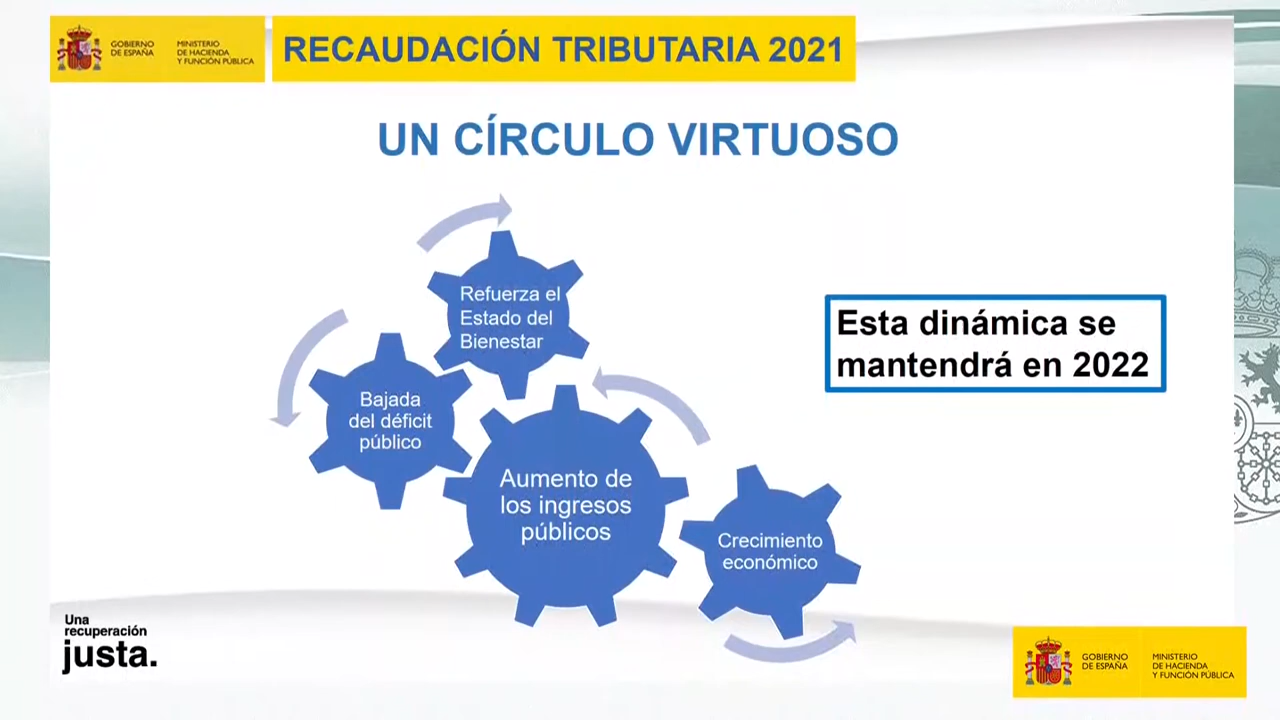 GOBIERNO
DE ESPAÑA
MINISTERIO
DE HACIENDA
Y FUNCIÓN PÚBLICA
RECAUDACIÓN TRIBUTARIA 2021
UN CÍRCULO VIRTUOSO
Refuerza el
Estado del
Bienestar
Bajada
del déficit
público
Aumento de
los ingresos
públicos
Crecimiento
económico
Esta dinámica se
mantendrá en 2022
Una
recuperación
justa.
GOBIERNO
DE ESPAÑA
MINISTERIO
DE HACIENDA
Y FUNCIÓN PÚBLICA